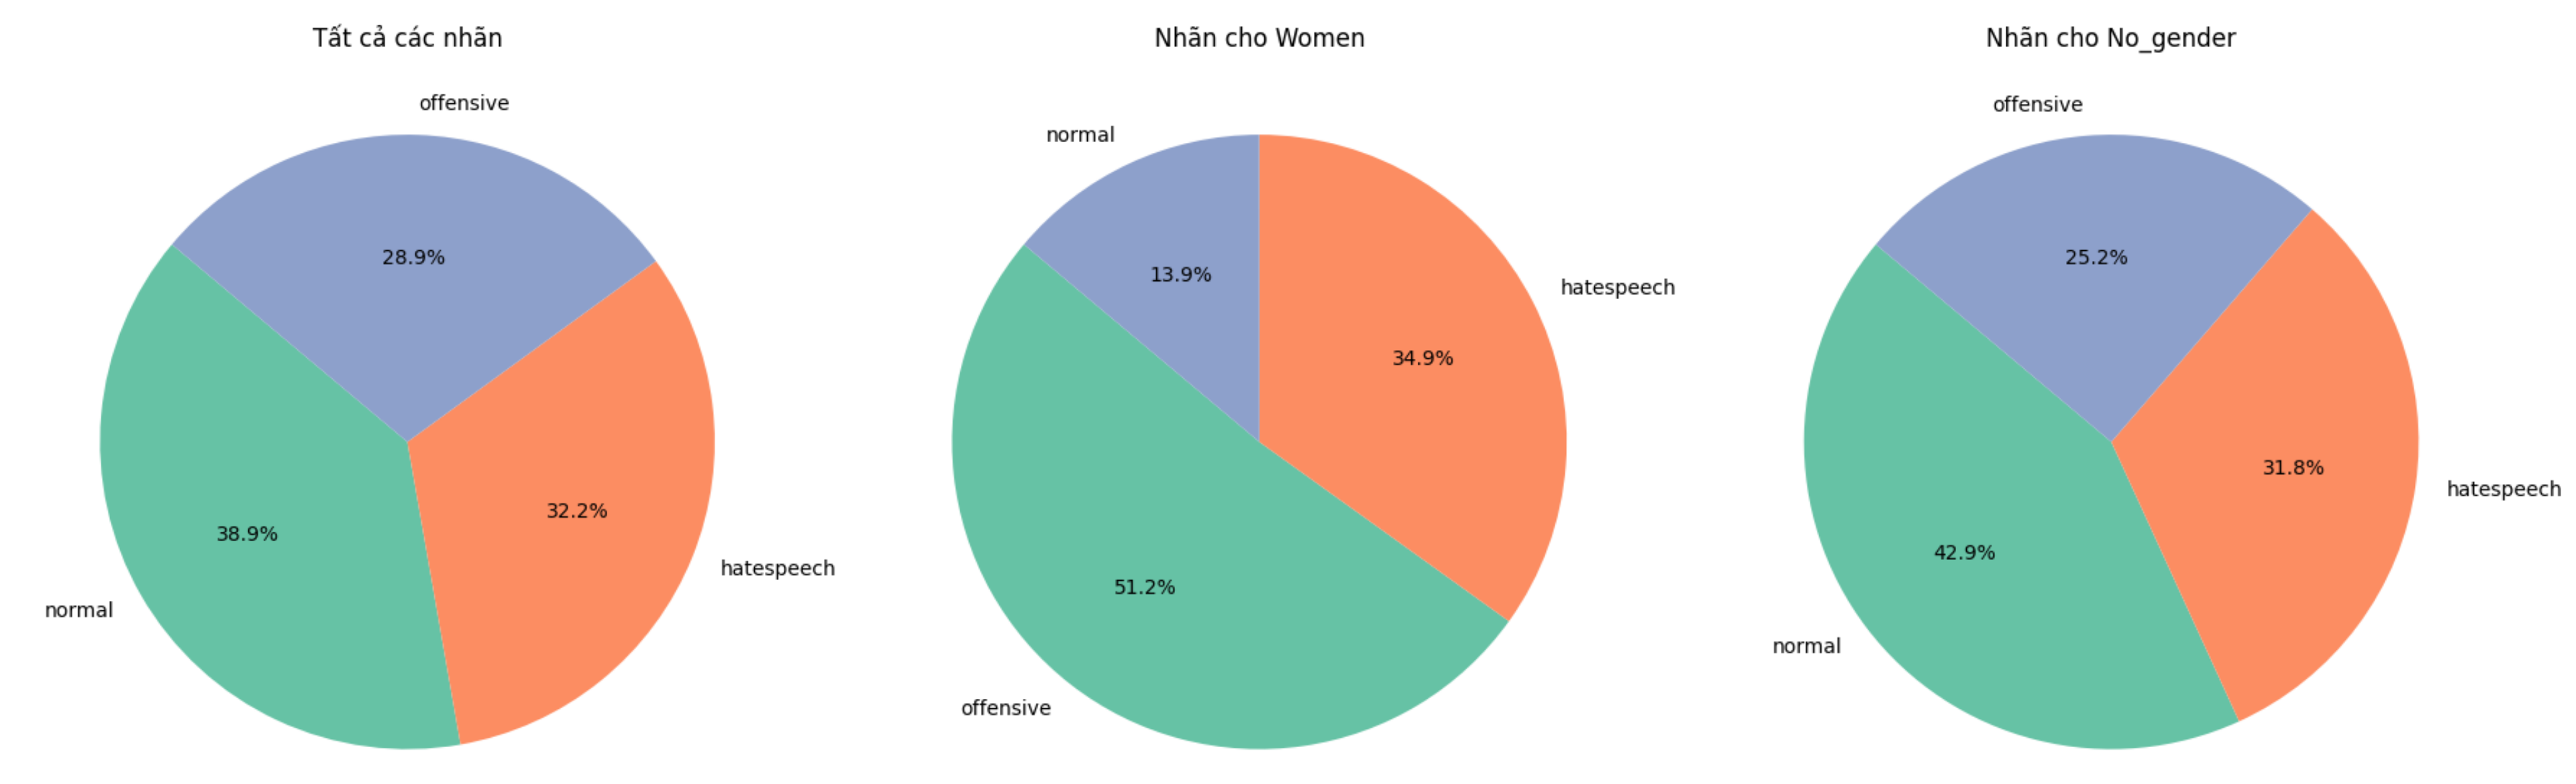 Tất cả các nhãn
offensive
28.9%
38.9%
32.2%
hatespeech
normal
Nhãn cho Women
normal
13.9%
hatespeech
34.9%
51.2%
offensive
Nhãn cho No_gender
offensive
25.2%
31.8%
hatespeech
42.9%
normal